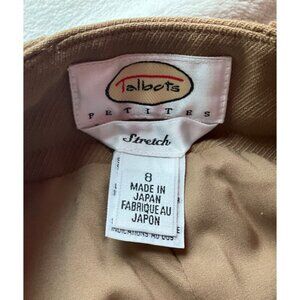 Talbots
PETITES
Stretch
8
MADE IN
JAPAN
FABRIQUE AU
JAPON